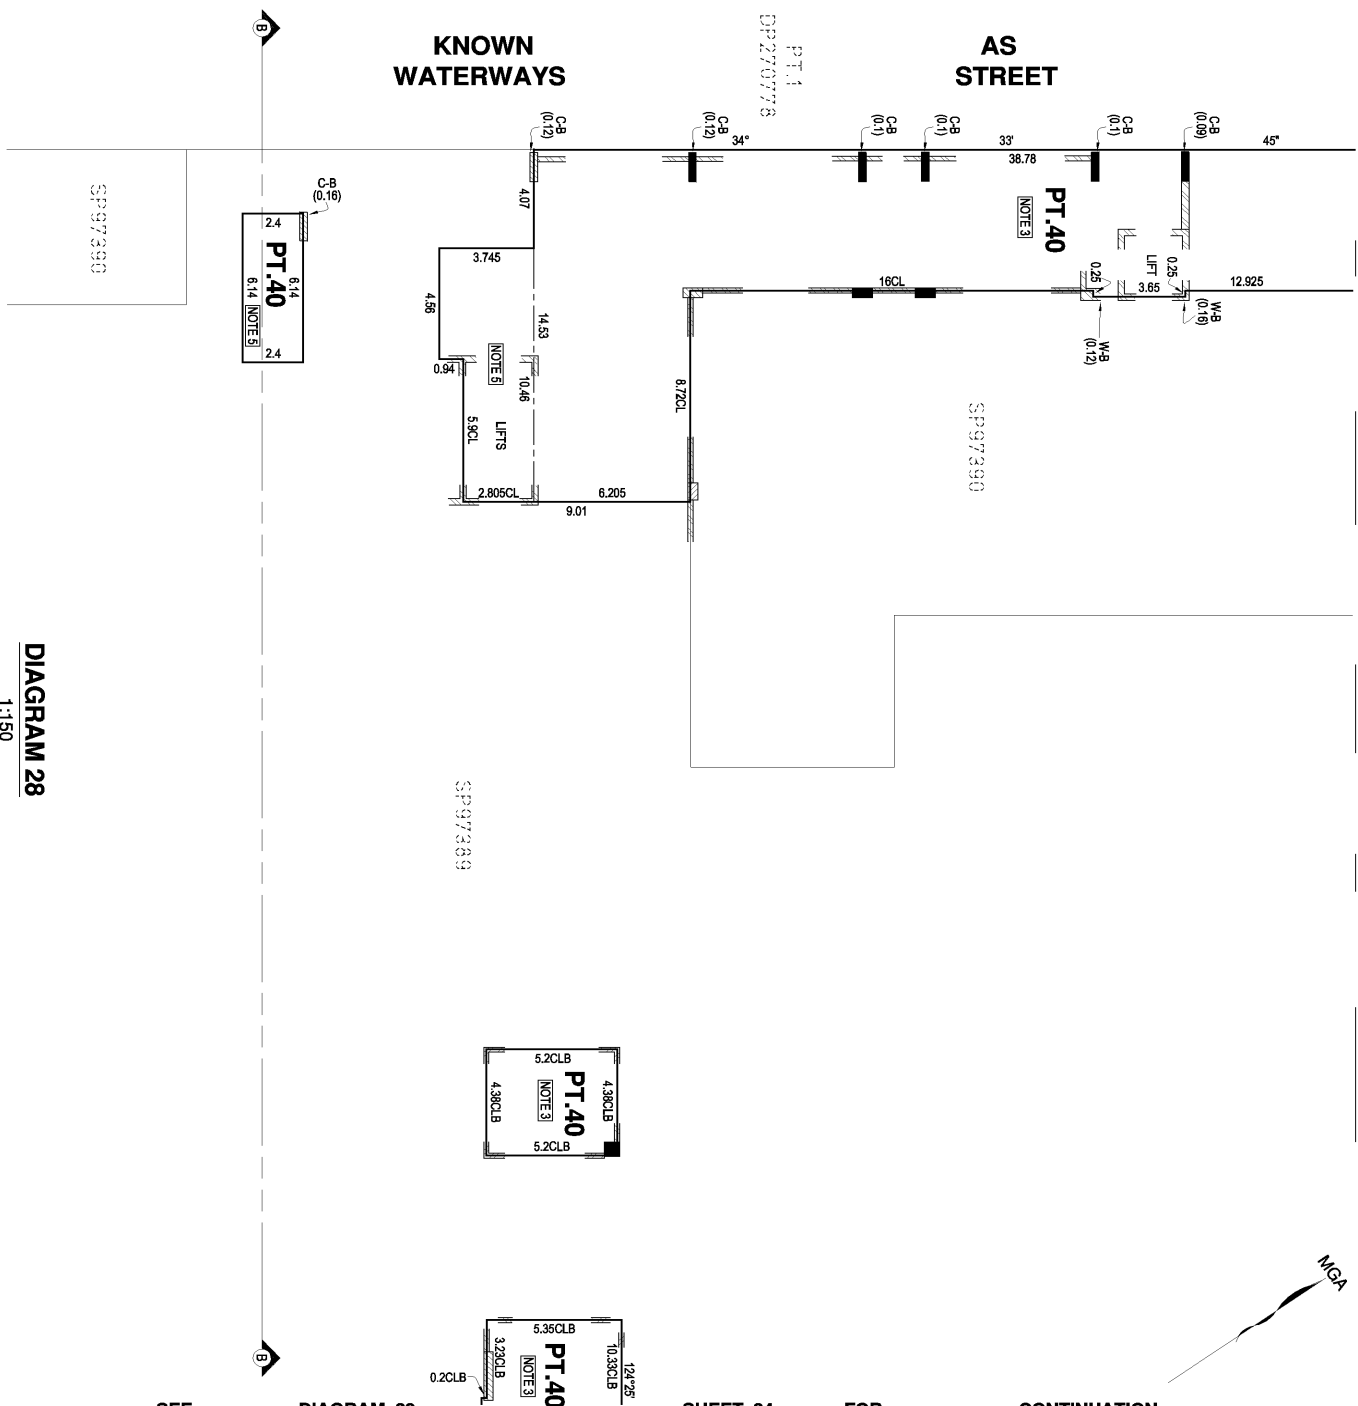 B
KNOWN
WATERWAYS
AS
STREET
PT.1
DP270778
C-B
(0.12)
C-B
(0.12)
34°
C-B
(0.1)
C-B
(0.1)
33'
38.78
C-B
(0.1)
C-B
(0.09)
45"
SP97390
C-B
(0.16)
2.4
PT.40
6.14
6.14
NOTE 5
2.4
4.07
3.745
4.56
14.53
NOTE 5
10.46
0.94
5.9CL
LIFTS
2.805CL
6.205
9.01
8.72CL
16CL
PT.40
NOTE 3
LIFT
0.25
0.25
3.65
12.925
W-B
(0.16)
W-B
(0.12)
SP97390
DIAGRAM 28
1:150
SP97389
5.2CLB
4.38CLB
PT.40
NOTE 3
4.38CLB
5.2CLB
MGA
B
5.35CLB
3.23CLB
PT.40
NOTE 3
10.33CLB
124°25'
0.2CLB